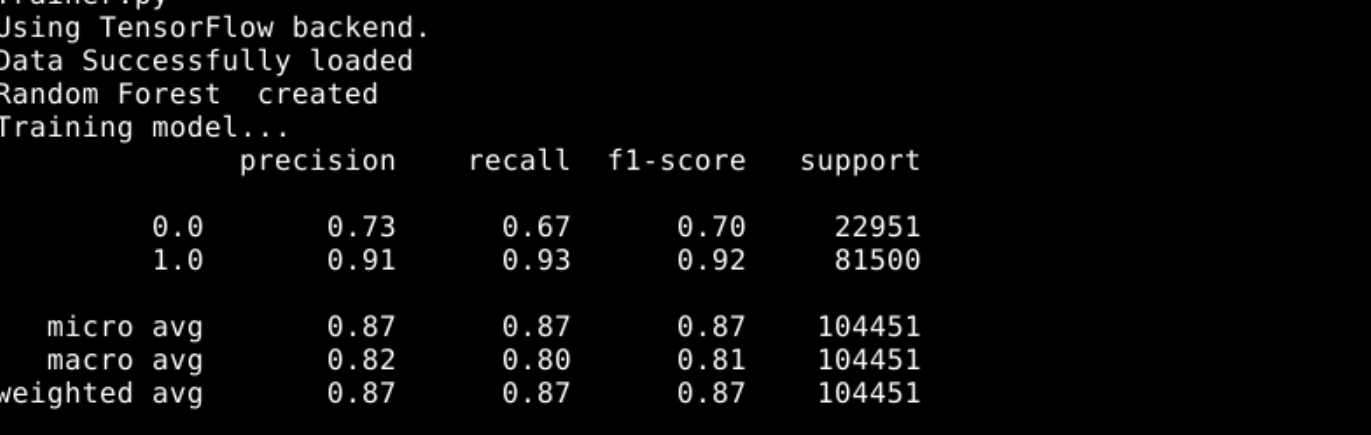 Trainer.py
Using TensorFlow backend.
Data Successfully loaded
Random Forest  created
Training model...
precision recall f1-score support
0.0 0.73 0.67 0.70 22951
1.0 0.91 0.93 0.92 81500
micro avg 0.87 0.87 0.87 104451
macro avg 0.82 0.80 0.81 104451
weighted avg 0.87 0.87 0.87 104451